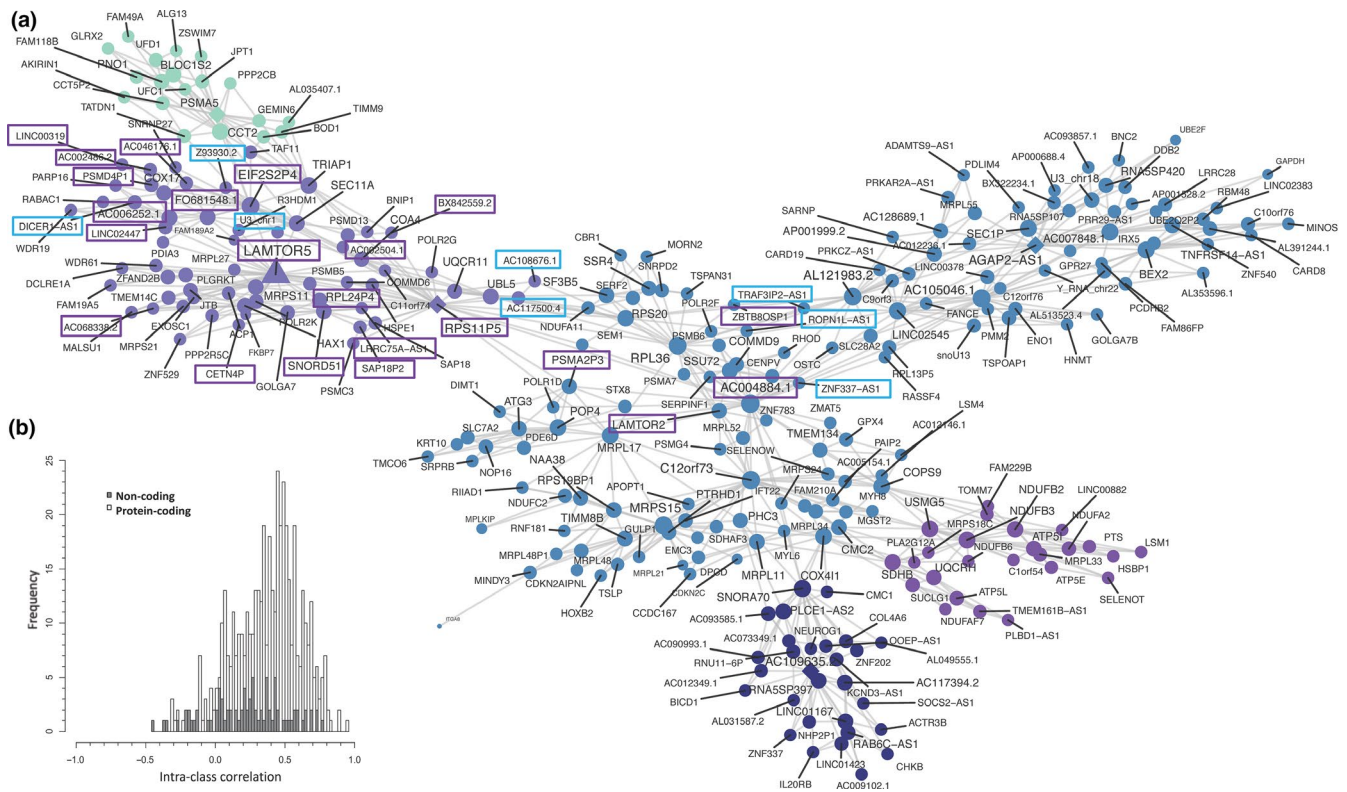 (a)
FAM49A
ALG13
GLRX2
UFD1
ZSWIM7
FAM118B
PNO1
BLOC1S2
JPT1
AKIRIN1
UFC1
PPP2CB
CCT5P2
PSMA5
AL035407.1
TATDN1
GEMIN6
TIMM9
SNRNP27
CCT2
BOD1
LINC00319
AC046176.1
Z93930.2
TAF11
PSMD4P1
COX17
EIF2S2P4
TRIAP1
PARP16
SEC11A
RABAC1
FO681548.1
R3HDM1
BNIP1
BX842559.2
AC006252.1
U3_chr1
PSMD13
COA4
DICER1-AS1
LINC02447
FAM189A2
WDR19
LAMTOR5
AC092504.1
POLR2G
PDIA3
MRPL27
UQCR11
AC108676.1
WDR61
ZFAND2B
PLGRKT
PSMB5
COMMD6
UBL5
SF3B5
DCLRE1A
TMEM14C
JTB
MRPS11
RPL24P4
C11orf74
AC117500.4
FAM19A5
POLR2K
HSPE1
RPS11P5
AC068338.2
EXOSC1
ACP1
HAX1
LRRC75A-AS1
MALSU1
MRPS21
PPP2R5C
FKBP7
SNORD51
SAP18P2
SAP18
ZNF529
CETN4P
GOLGA7
PSMC3
CBR1
MORN2
SSR4
SNRPD2
SERF2
TSPAN31
NDUFA11
RPS20
POLR2F
TRAF3IP2-AS1
ZBTB8OSP1
ROPN1L-AS1
SEM1
PSMB6
COMMD9
RHOD
PSMA2P3
RPL36
SSU72
CENPV
OSTC
SLC28A2
PSMA7
AC004884.1
ZNF337-AS1
RPL13P5
RASSF4
DIMT1
POLR1D
STX8
SERPINF1
ZNF783
ZMAT5
LSM4
ATG3
POP4
LAMTOR2
MRPL52
TMEM134
GPX4
AC012146.1
SLC7A2
PDE6D
MRPL17
PSMG4
SELENOW
PAIP2
KRT10
NAA38
C12orf73
MRPS24
AC005154.1
COPS9
TMCO6
SRPRB
NOP16
RPS19BP1
APOPT1
PTRHD1
IFT22
FAM210A
MYH8
RIIAD1
NDUFC2
MRPS15
PHC3
MRPL34
MGST2
MPLKIP
RNF181
TIMM8B
GULP1
SDHAF3
CMC2
MRPL48P1
MRPL48
EMC3
MYL6
MINDY3
CDKN2AIPNL
MRPL21
DPCD
MRPL11
COX4I1
TSLP
CDKN2C
HOXB2
CCDC167
ITGA8
UBE2F
AC093857.1
BNC2
ADAMTS9-AS1
AP000688.4
DDB2
PDLIM4
U3_chr18
RNA5SP420
GAPDH
PRKAR2A-AS1
BX322234.1
AP001528.2
LRRC28
MRPL55
RBM48
SARNP
RNA5SP107
PRR29-AS1
LINC02383
AC128689.1
SEC1P
UBE2Q2P2
C10orf76
AP001999.2
AC012236.1
AC007848.1
IRX5
MINOS
PRKCZ-AS1
AGAP2-AS1
TNFRSF14-AS1
AL391244.1
CARD19
LINC00378
GPR27
BEX2
ZNF540
CARD8
AL121983.2
AC105046.1
Y_RNA_chr22
AL353596.1
C9orf3
C12orf76
PCDHB2
FANCE
AL513523.4
FAM86FP
LINC02545
PMM2
ENO1
GOLGA7B
snoU13
TSPOAP1
HNMT
FAM229B
TOMM7
NDUFB2
LINC00882
USMG5
MRPS18C
NDUFB3
NDUFA2
PLA2G12A
NDUFB6
ATP5I
PTS
LSM1
SDHB
UQCRH
MRPL33
HSBP1
C1orf54
ATP5E
SUCLG1
ATP5L
SELENOT
NDUFAF7
TMEM161B-AS1
PLBD1-AS1
SNORA70
CMC1
AC093585.1
PLCE1-AS2
COL4A6
AC073349.1
NEUROG1
OOEP-AS1
AC090993.1
ZNF202
AL049555.1
RNU11-6P
AC012349.1
AC117394.2
BICD1
RNA5SP397
KCND3-AS1
SOCS2-AS1
AL031587.2
LINC01167
ACTR3B
NHP2P1
RAB6C-AS1
ZNF337
LINC01423
CHKB
IL20RB
AC009102.1
(b)
Non-coding
Protein-coding
Frequency
25
20
15
10
5
0
−1.0
−0.5
0.0
0.5
1.0
Intra-class correlation